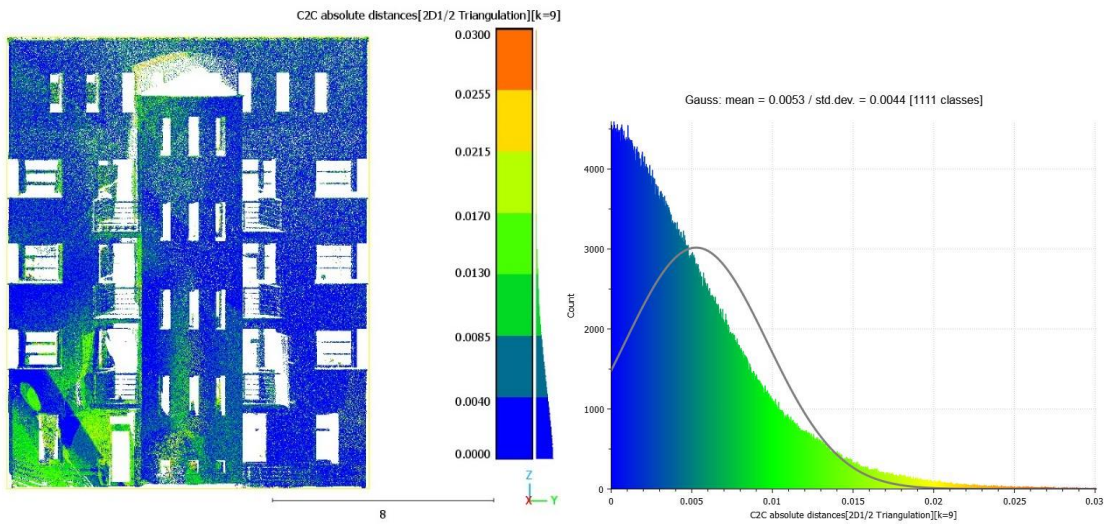 C2C absolute distances[2D1/2 Triangulation][k=9]
0.0300
0.0255
0.0215
0.0170
0.0130
0.0085
0.0040
0.0000
Z
X Y
8
Gauss: mean = 0.0053 / std.dev. = 0.0044 [1111 classes]
Count
4000
3000
2000
1000
0
0 0.005 0.01 0.015 0.02 0.025 0.03
C2C absolute distances[2D1/2 Triangulation][k=9]